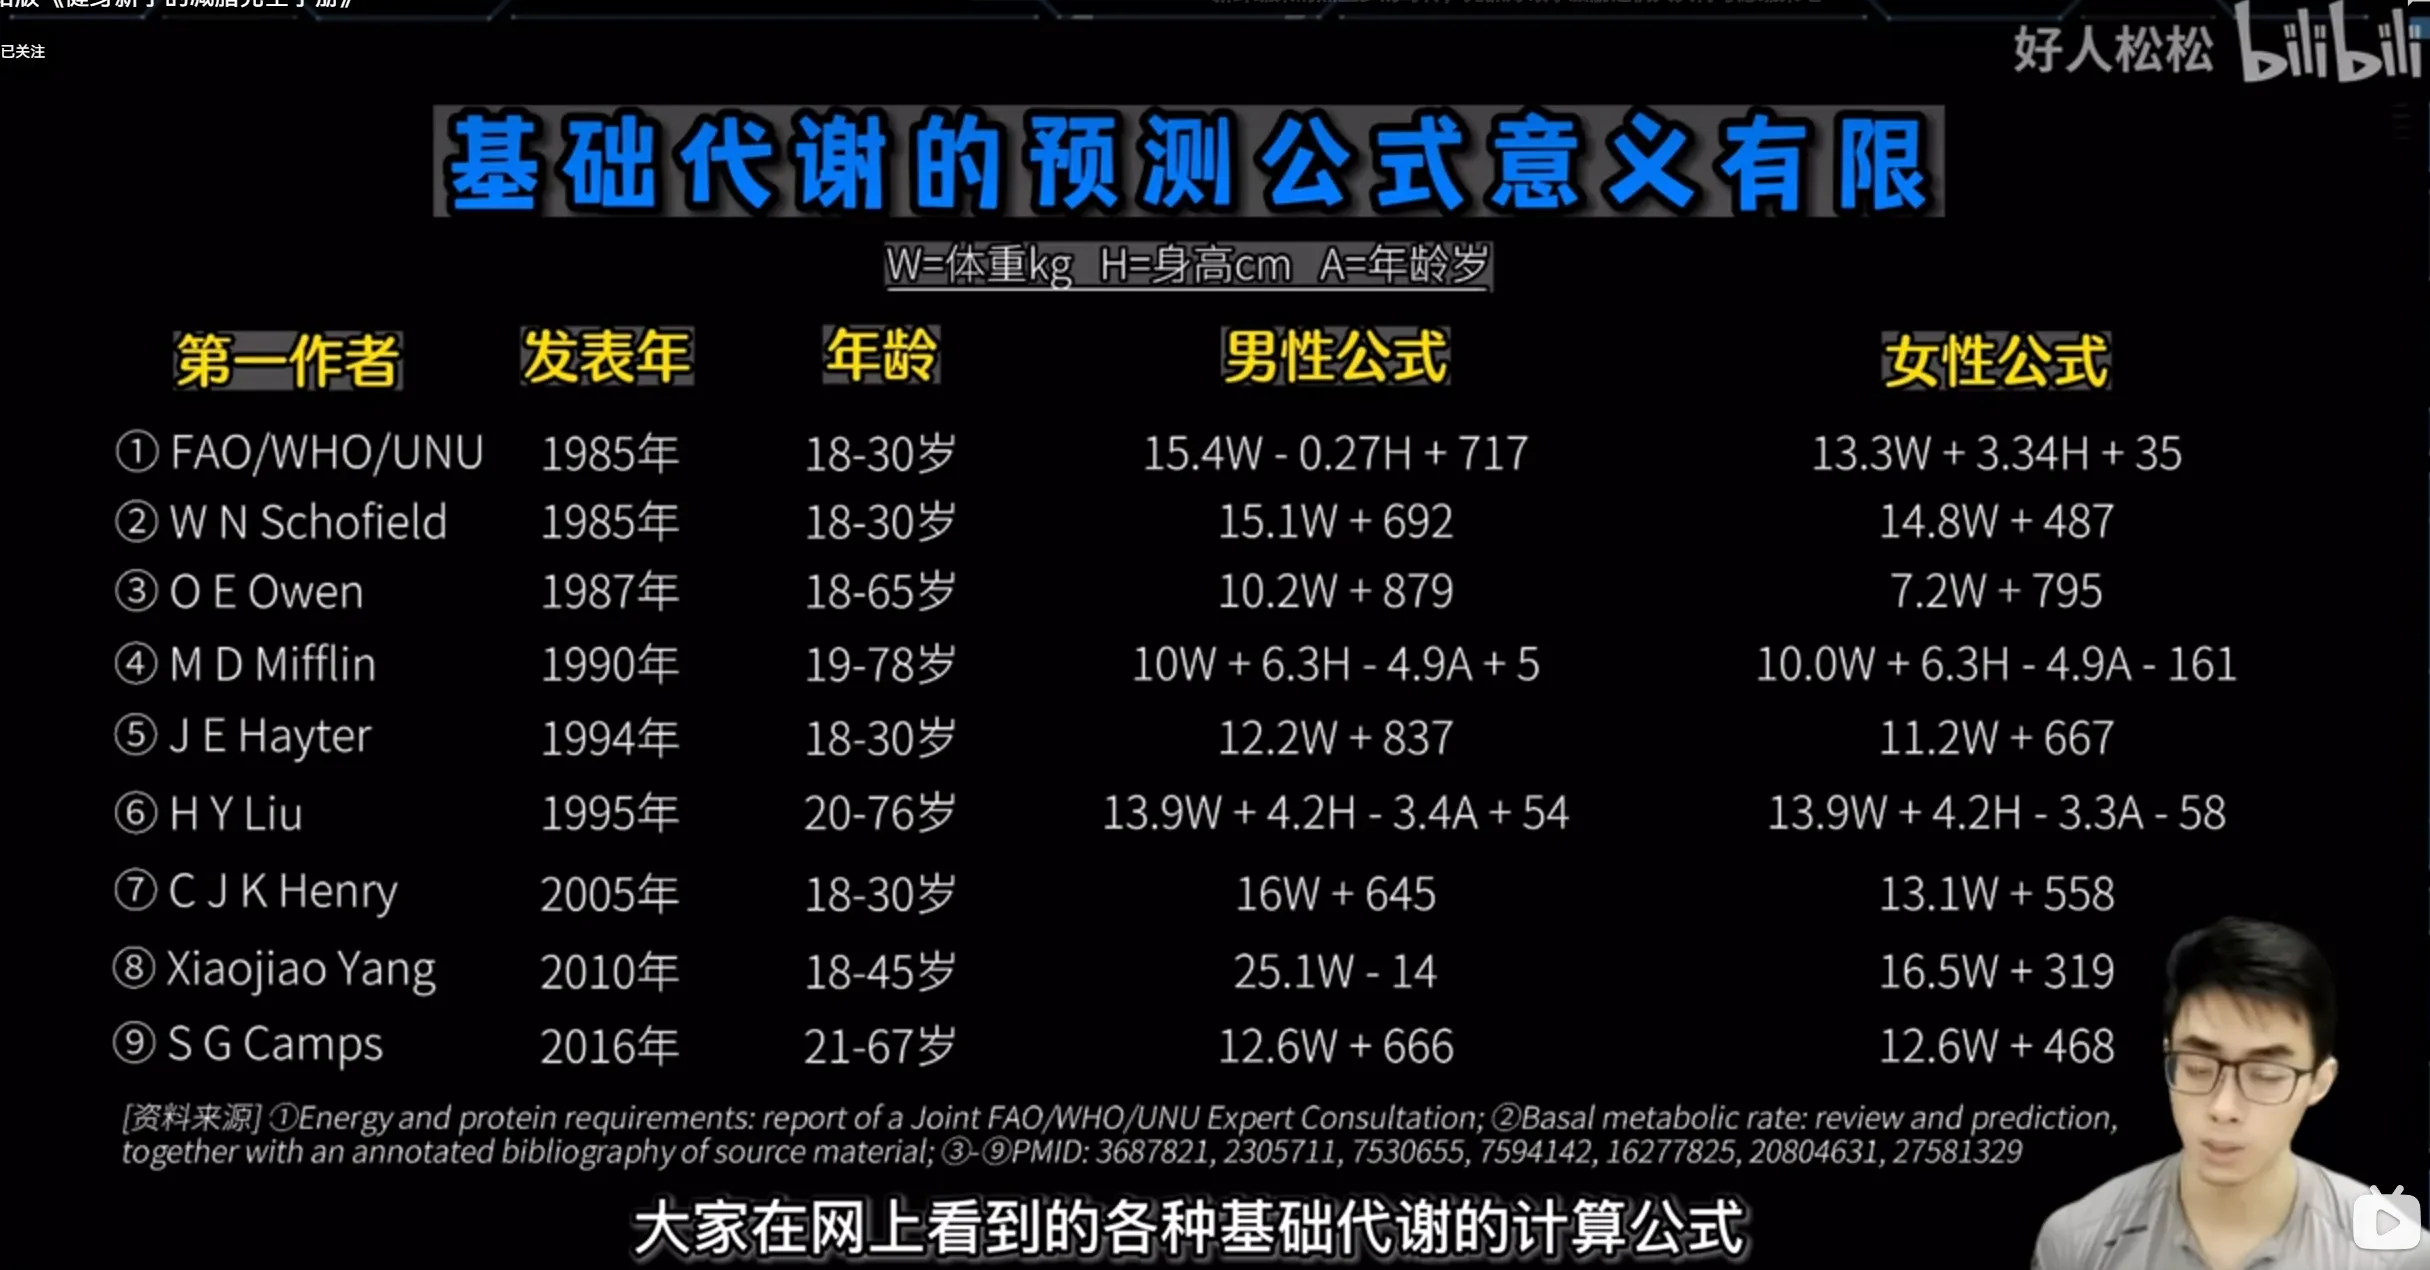 已关注
好人松松 bilibili
基础代谢的预测公式意义有限
W=体重kg H=身高cm A=年龄岁
第一作者 发表年 年龄 男性公式 女性公式
① FAO/WHO/UNU 1985年 18-30岁 15.4W - 0.27H + 717 13.3W + 3.34H + 35
② W N Schofield 1985年 18-30岁 15.1W + 692 14.8W + 487
③ O E Owen 1987年 18-65岁 10.2W + 879 7.2W + 795
④ M D Mifflin 1990年 19-78岁 10W + 6.3H - 4.9A + 5 10.0W + 6.3H - 4.9A - 161
⑤ J E Hayter 1994年 18-30岁 12.2W + 837 11.2W + 667
⑥ H Y Liu 1995年 20-76岁 13.9W + 4.2H - 3.4A + 54 13.9W + 4.2H - 3.3A - 58
⑦ C J K Henry 2005年 18-30岁 16W + 645 13.1W + 558
⑧ Xiaojiao Yang 2010年 18-45岁 25.1W - 14 16.5W + 319
⑨ S G Camps 2016年 21-67岁 12.6W + 666 12.6W + 468
[资料来源] ①Energy and protein requirements: report of a Joint FAO/WHO/UNU Expert Consultation; ②Basal metabolic rate: review and prediction,
together with an annotated bibliography of source material; ③-⑨PMID: 3687821, 2305711, 7530655, 7594142, 16277825, 20804631, 27581329
大家在网上看到的各种基础代谢的计算公式